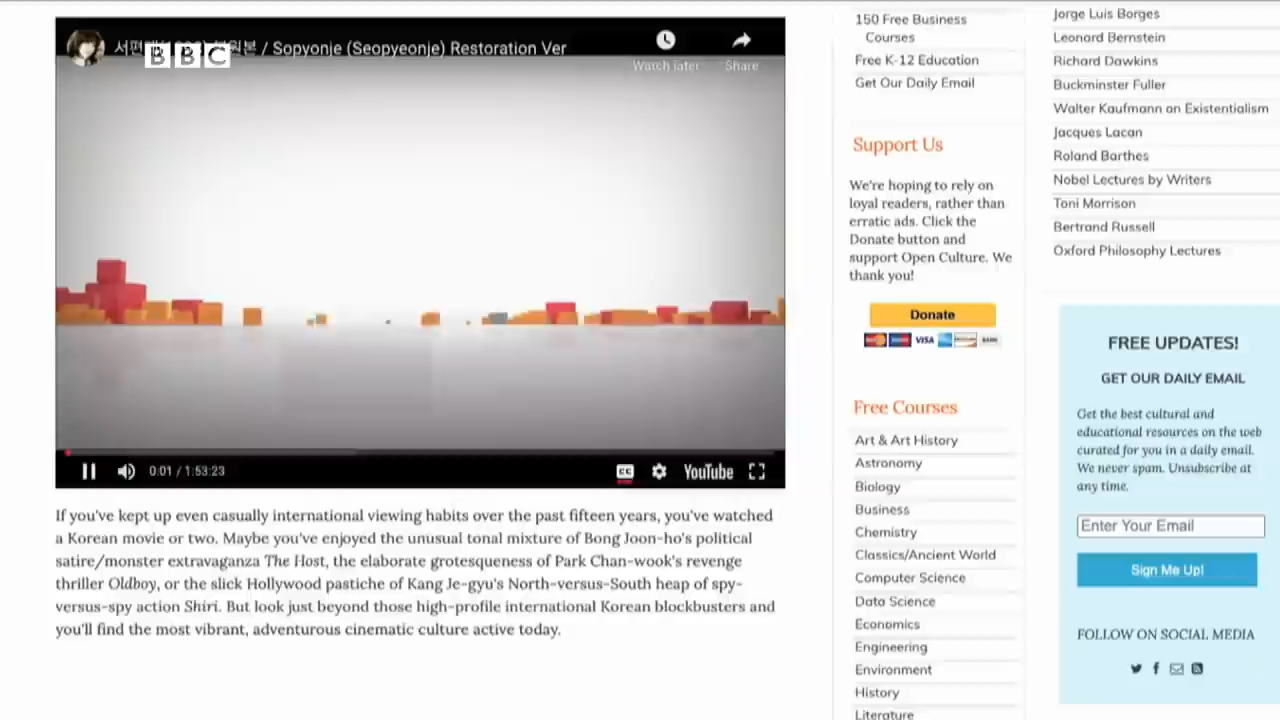 서편제(1993) 복원본 / Sopyonje (Seopyeonje) Restoration Ver
BBC
Watch later
Share
0:01 / 1:53:23
CC
YouTube
If you've kept up even casually international viewing habits over the past fifteen years, you've watched
a Korean movie or two. Maybe you've enjoyed the unusual tonal mixture of Bong Joon-ho's political
satire/monster extravaganza The Host, the elaborate grotesqueness of Park Chan-wook's revenge
thriller Oldboy, or the slick Hollywood pastiche of Kang Je-gyu's North-versus-South heap of spy-
versus-spy action Shiri. But look just beyond those high-profile international Korean blockbusters and
you'll find the most vibrant, adventurous cinematic culture active today.
150 Free Business
Courses
Free K-12 Education
Get Our Daily Email
Support Us
We're hoping to rely on
loyal readers, rather than
erratic ads. Click the
Donate button and
support Open Culture. We
thank you!
Donate
VISA
BANK
Free Courses
Art & Art History
Astronomy
Biology
Business
Chemistry
Classics/Ancient World
Computer Science
Data Science
Economics
Engineering
Environment
History
Literature
Jorge Luis Borges
Leonard Bernstein
Richard Dawkins
Buckminster Fuller
Walter Kaufmann on Existentialism
Jacques Lacan
Roland Barthes
Nobel Lectures by Writers
Toni Morrison
Bertrand Russell
Oxford Philosophy Lectures
FREE UPDATES!
GET OUR DAILY EMAIL
Get the best cultural and
educational resources on the web
curated for you in a daily email.
We never spam. Unsubscribe at
any time.
Enter Your Email
Sign Me Up!
FOLLOW ON SOCIAL MEDIA